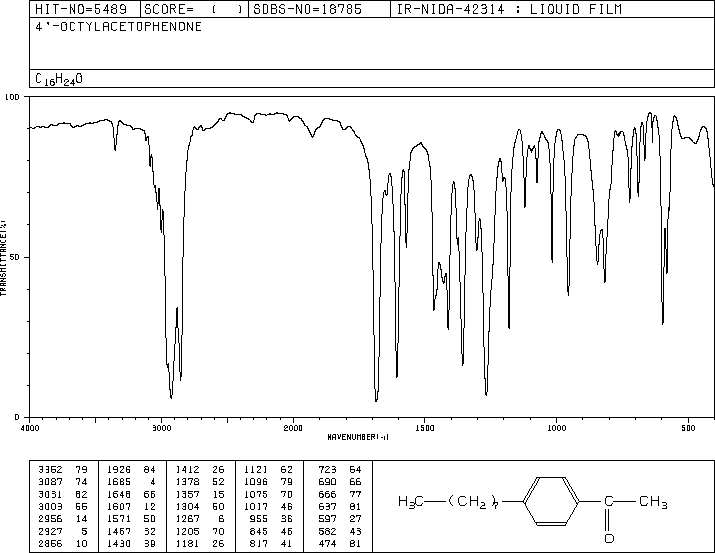 HIT-NO=5489 SCORE= ( ) SDBS-NO=18785 IR-NIDA-42314 : LIQUID FILM
4'-OCTYLACETOPHENONE
C16H24O
100
50
0
TRANSMITTANCE(%)
4000 3000 2000 1500 1000 500
WAVENUMBER(-1)
3362 79 1926 84 1412 26 1121 62 723 64
3087 74 1685 4 1378 52 1096 79 690 66
3031 62 1648 66 1357 15 1075 70 666 77
3003 55 1607 12 1304 60 1017 46 637 81
2956 14 1571 50 1267 6 955 36 597 27
2927 5 1467 32 1205 70 845 46 582 43
2856 10 1430 39 1181 26 817 41 474 81
H3C (CH2)7 C CH3
O